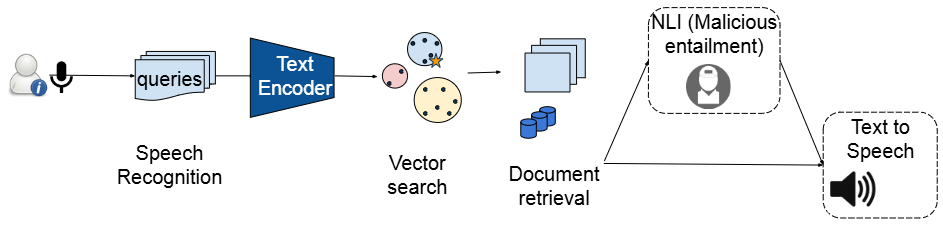 queries
Speech
Recognition
Text
Encoder
Vector
search
Document
retrieval
NLI (Malicious
entailment)
Text to
Speech